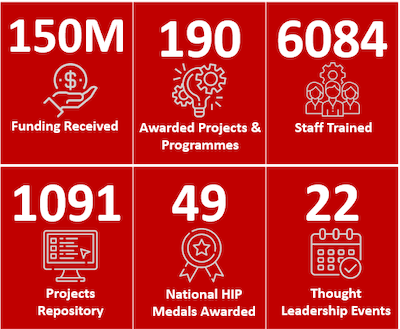 150M
Funding Received
190
Awarded Projects &
Programmes
6084
Staff Trained
1091
Projects
Repository
49
National HIP
Medals Awarded
22
Thought
Leadership Events